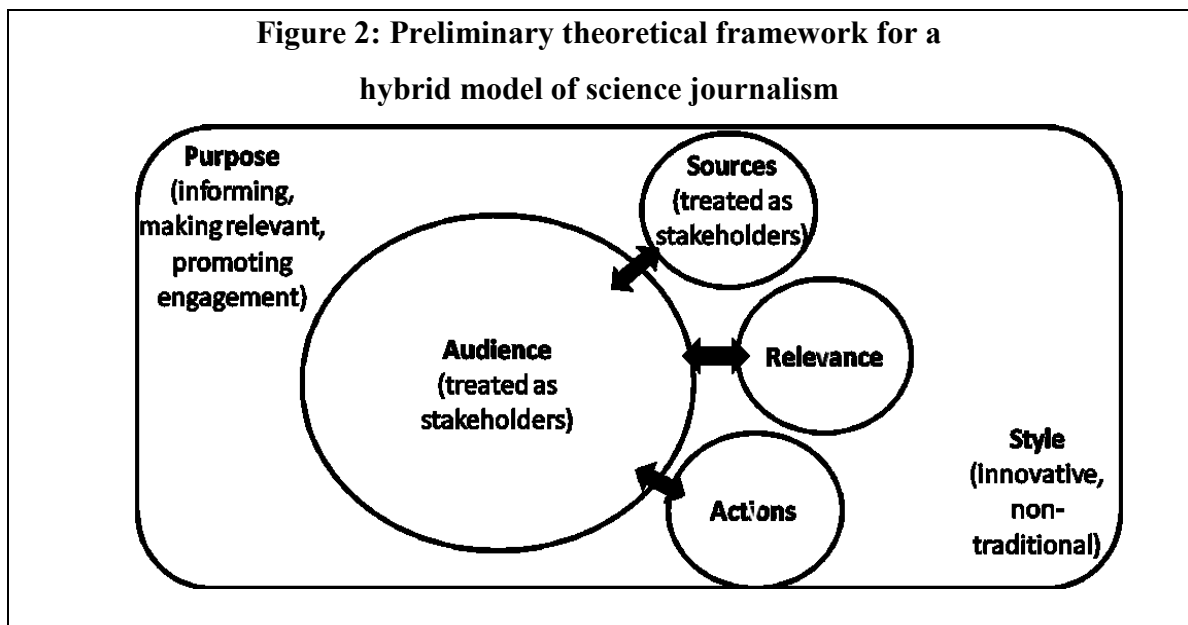 Figure 2: Preliminary theoretical framework for a
hybrid model of science journalism
Purpose
(informing,
making relevant,
promoting
engagement)
Sources
(treated as
stakeholders)
Audience
(treated as
stakeholders)
Relevance
Actions
Style
(innovative,
non-
traditional)